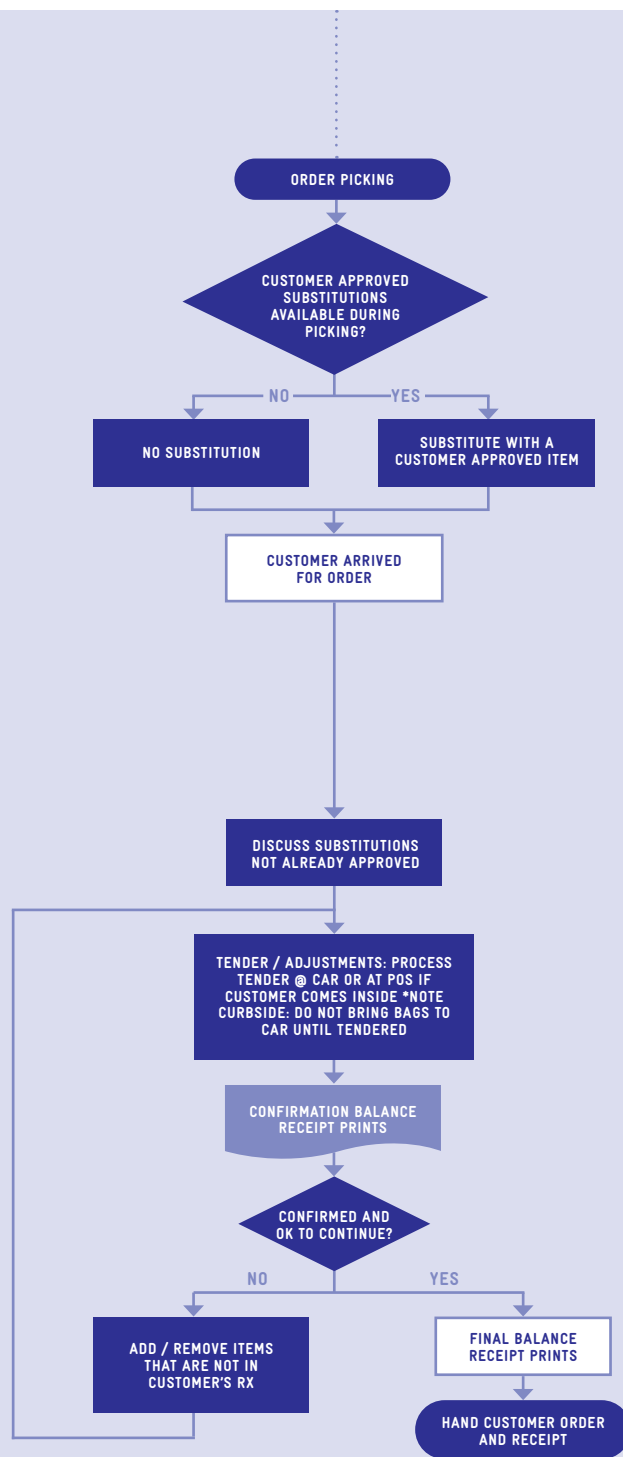 ORDER PICKING
CUSTOMER APPROVED
SUBSTITUTIONS
AVAILABLE DURING
PICKING?
NO
YES
NO SUBSTITUTION
SUBSTITUTE WITH A
CUSTOMER APPROVED ITEM
CUSTOMER ARRIVED
FOR ORDER
DISCUSS SUBSTITUTIONS
NOT ALREADY APPROVED
TENDER / ADJUSTMENTS: PROCESS
TENDER @ CAR OR AT POS IF
CUSTOMER COMES INSIDE *NOTE
CURBSIDE: DO NOT BRING BAGS TO
CAR UNTIL TENDERED
CONFIRMATION BALANCE
RECEIPT PRINTS
CONFIRMED AND
OK TO CONTINUE?
NO
YES
ADD / REMOVE ITEMS
THAT ARE NOT IN
CUSTOMER'S RX
FINAL BALANCE
RECEIPT PRINTS
HAND CUSTOMER ORDER
AND RECEIPT